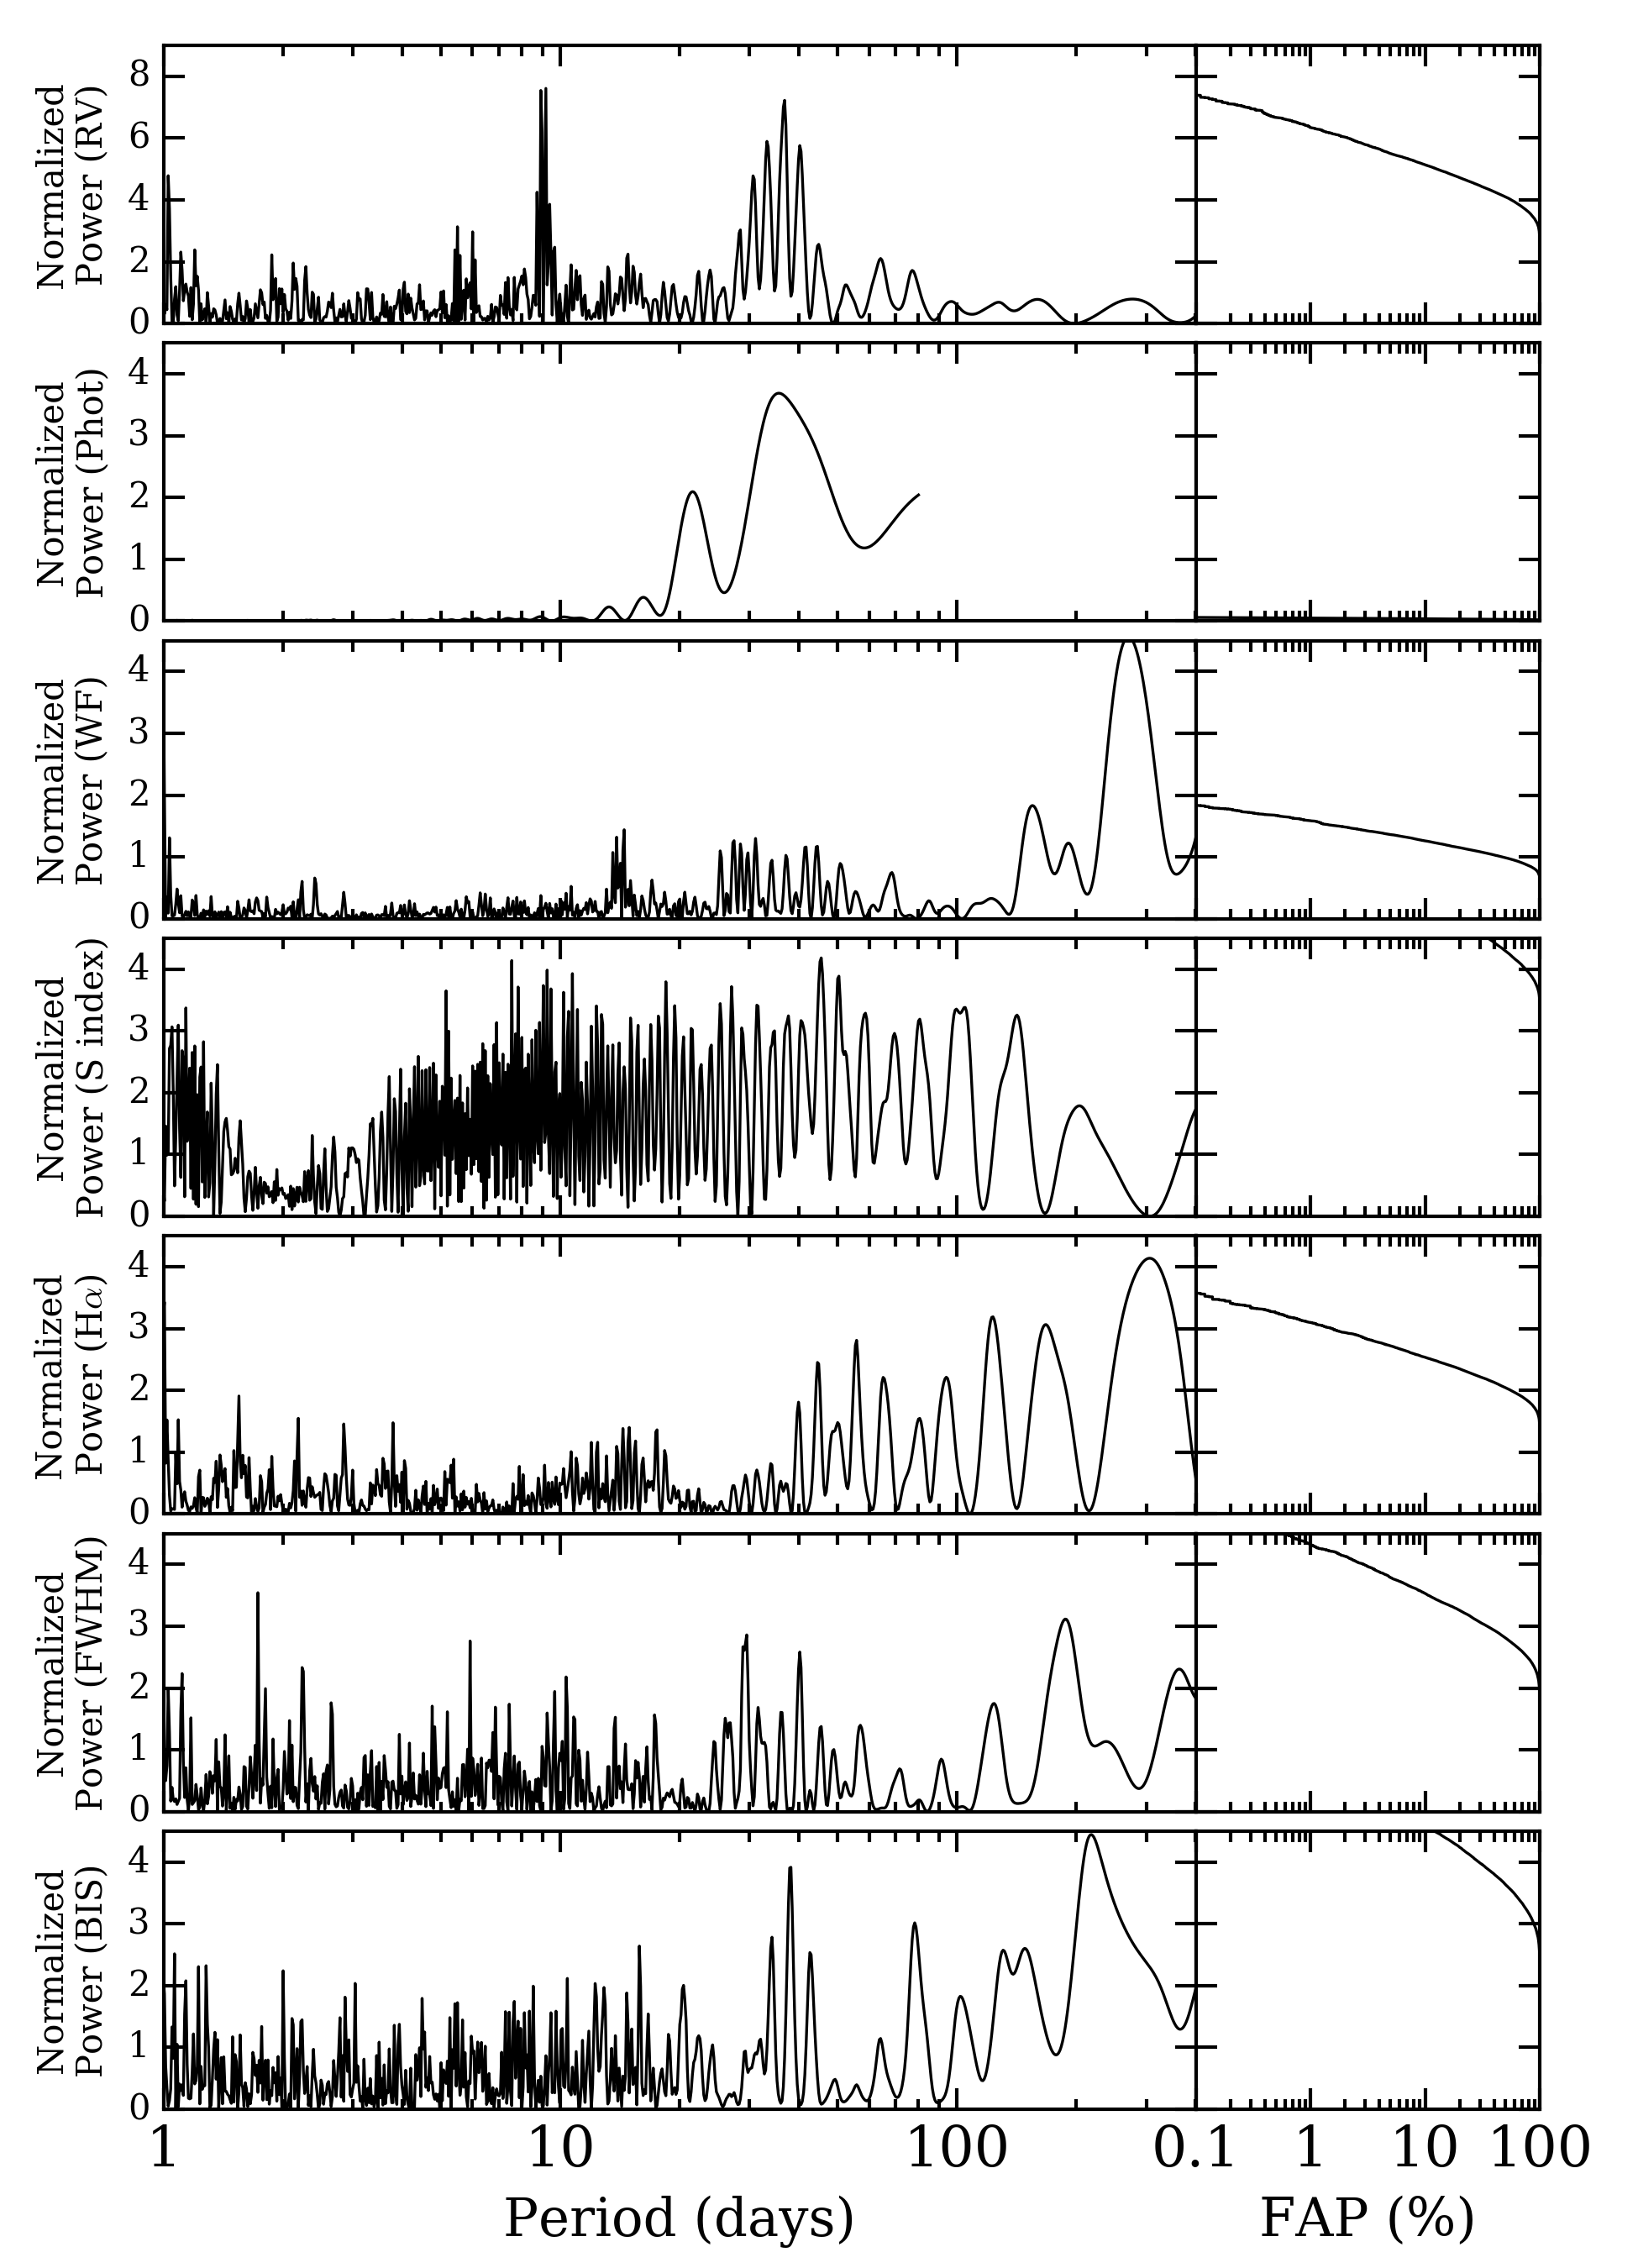 Normalized
Power (RV)
8
6
4
2
0
Normalized
Power (Phot)
4
3
2
1
0
Normalized
Power (WF)
4
3
2
1
0
Normalized
Power (S index)
4
3
2
1
0
Normalized
Power (Hα)
4
3
2
1
0
Normalized
Power (FWHM)
4
3
2
1
0
Normalized
Power (BIS)
4
3
2
1
0
1 10 100 0.1 1 10 100
Period (days) FAP (%)